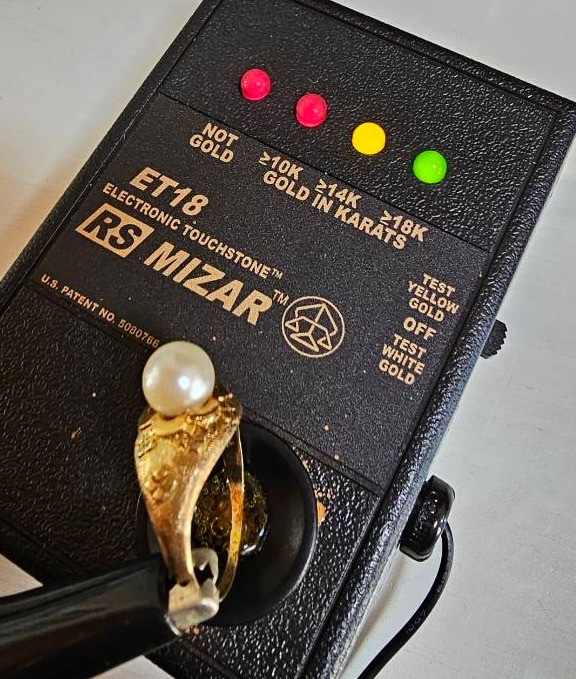 NOT
GOLD
≥10K ≥14K ≥18K
GOLD IN KARATS
ET18
ELECTRONIC TOUCHSTONE™
RS MIZAR™
U.S. PATENT NO. 5080766
TEST
YELLOW
GOLD
OFF
TEST
WHITE
GOLD